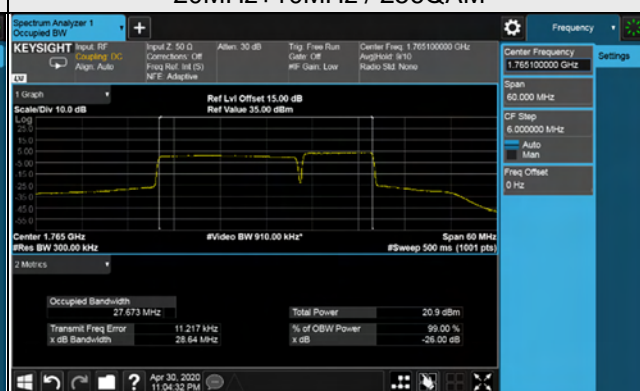 20MHz+10MHz / 256QAM
Spectrum Analyzer 1
Occupied BW
Frequency
KEYSIGHT
Input: RF
Coupling: DC
Align: Auto
Input Z: 50 Ω
Corrections: Off
Freq Ref: Int (S)
NFE: Adaptive
Atten: 30 dB
Trig: Free Run
Gate: Off
#IF Gain: Low
Center Freq: 1.765100000 GHz
Radio Std: None
LV
Center Frequency
1.765100000 GHz
Settings
Span
60.000 MHz
CF Step
6.000000 MHz
Auto
Man
Freq Offset
0 Hz
1 Graph
Scale/Div 10.0 dB
Ref Lvl Offset 15.00 dB
Ref Value 35.00 dBm
Log
25.0
15.0
5.00
-5.00
-15.0
-25.0
-35.0
-45.0
-55.0
Center 1.765 GHz
#Res BW 300.00 kHz
#Video BW 910.00 kHz*
Span 60 MHz
#Sweep 500 ms (1001 pts)
2 Metrics
Occupied Bandwidth
27.673 MHz
Total Power
20.9 dBm
Transmit Freq Error
11.217 kHz
% of OBW Power
99.00 %
x dB Bandwidth
28.64 MHz
x dB
-26.00 dB
Apr 30, 2020
11:04:32 PM